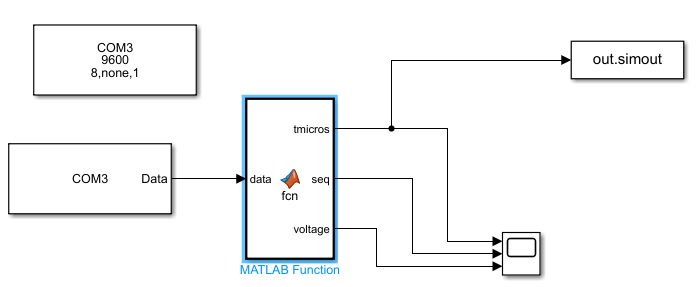 COM3
9600
8,none,1
out.simout
tmicros
COM3
Data
data
seq
fcn
voltage
MATLAB Function